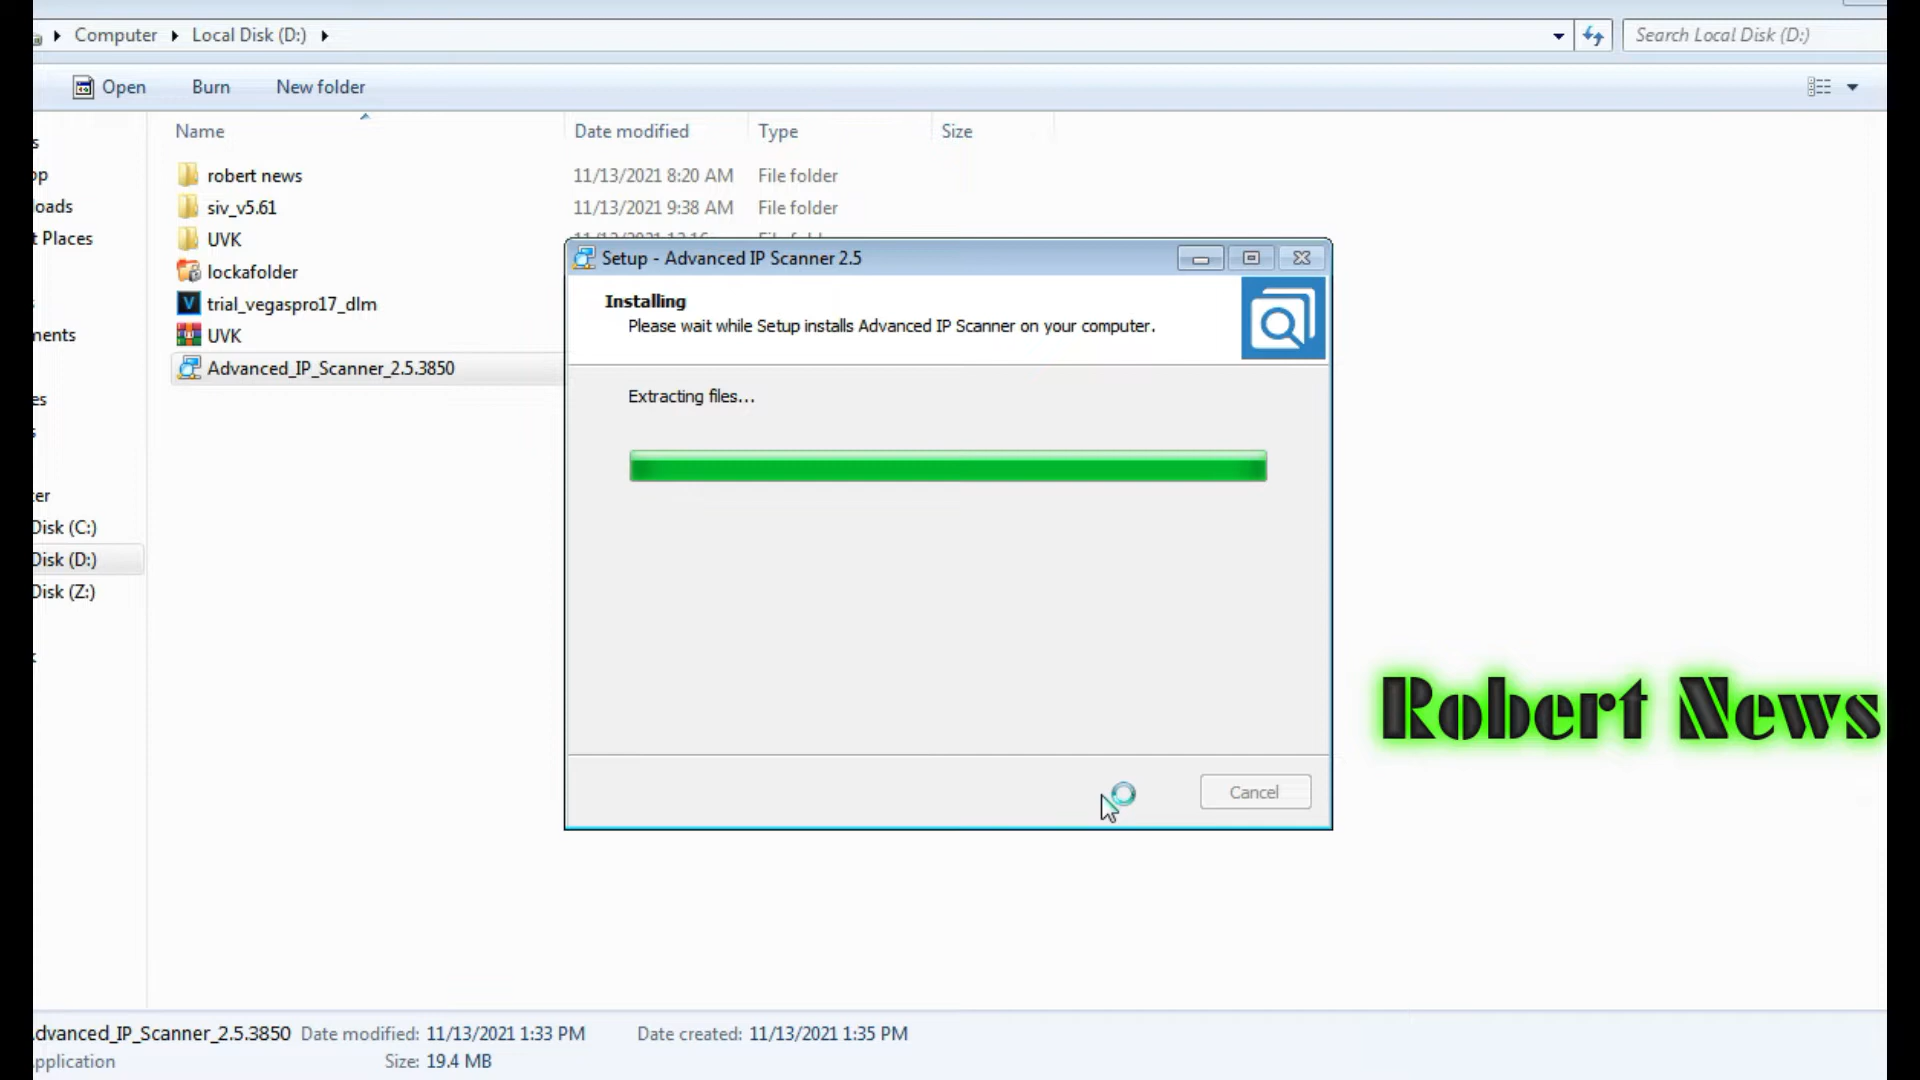 Computer Local Disk (D:) Search Local Disk (D:)
Open Burn New folder
Name Date modified Type Size
robert news 11/13/2021 8:20 AM File folder
siv_v5.61 11/13/2021 9:38 AM File folder
UVK
lockafolder
trial_vegaspro17_dlm
UVK
Advanced_IP_Scanner_2.5.3850
Places
Disk (C:)
Disk (D:)
Disk (Z:)
Setup - Advanced IP Scanner 2.5
Installing
Please wait while Setup installs Advanced IP Scanner on your computer.
Extracting files...
Cancel
Robert News
dvanced_IP_Scanner_2.5.3850 Date modified: 11/13/2021 1:33 PM Date created: 11/13/2021 1:35 PM
pplication Size: 19.4 MB